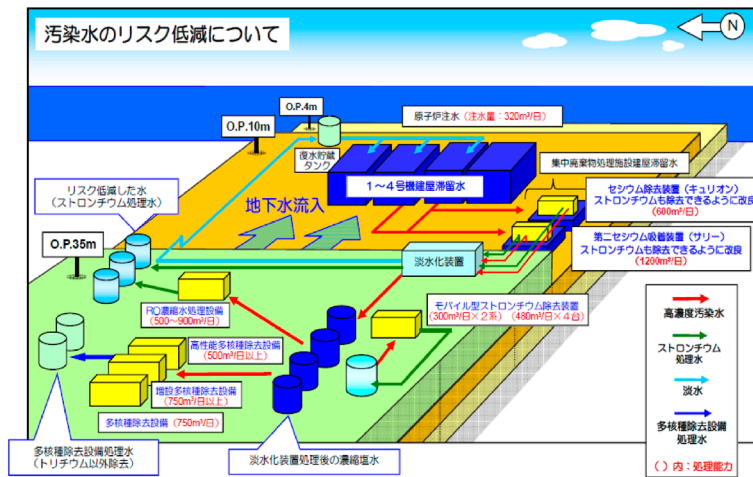 汚染水のリスク低減について
N
O.P.4m
O.P.10m
原子炉注水（注水量：320m³/日）
復水貯蔵
タンク
集中廃棄物処理施設建屋滞留水
リスク低減した水
（ストロンチウム処理水）
1～4号機建屋滞留水
セシウム除去装置（キュリオン）
ストロンチウムも除去できるように改良
（600m³/日）
地下水流入
O.P.35m
第二セシウム吸着装置（サリー）
ストロンチウムも除去できるように改良
（1200m³/日）
淡水化装置
RO濃縮水処理設備
（500～900m³/日）
モバイル型ストロンチウム除去装置
（300m³/日×2系）（480m³/日×4台）
高濃度汚染水
高性能多核種除去設備
（500m³/日以上）
ストロンチウム
処理水
増設多核種除去設備
（750m³/日以上）
淡水
多核種除去設備（750m³/日）
多核種除去設備
処理水
多核種除去設備処理水
（トリチウム以外除去）
淡水化装置処理後の濃縮塩水
（ ）内：処理能力